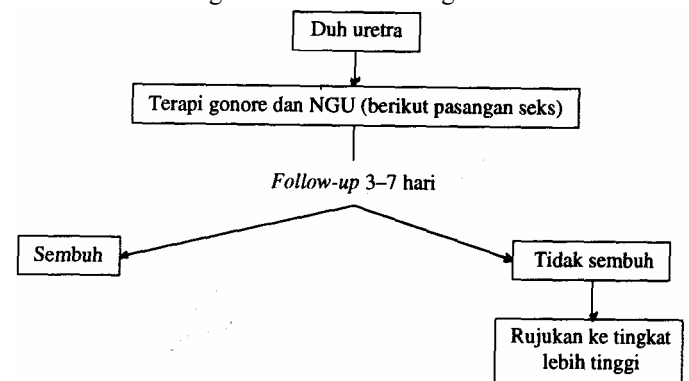 Duh uretra
Terapi gonore dan NGU (berikut pasangan seks)
Follow-up 3–7 hari
Sembuh
Tidak sembuh
Rujukan ke tingkat
lebih tinggi